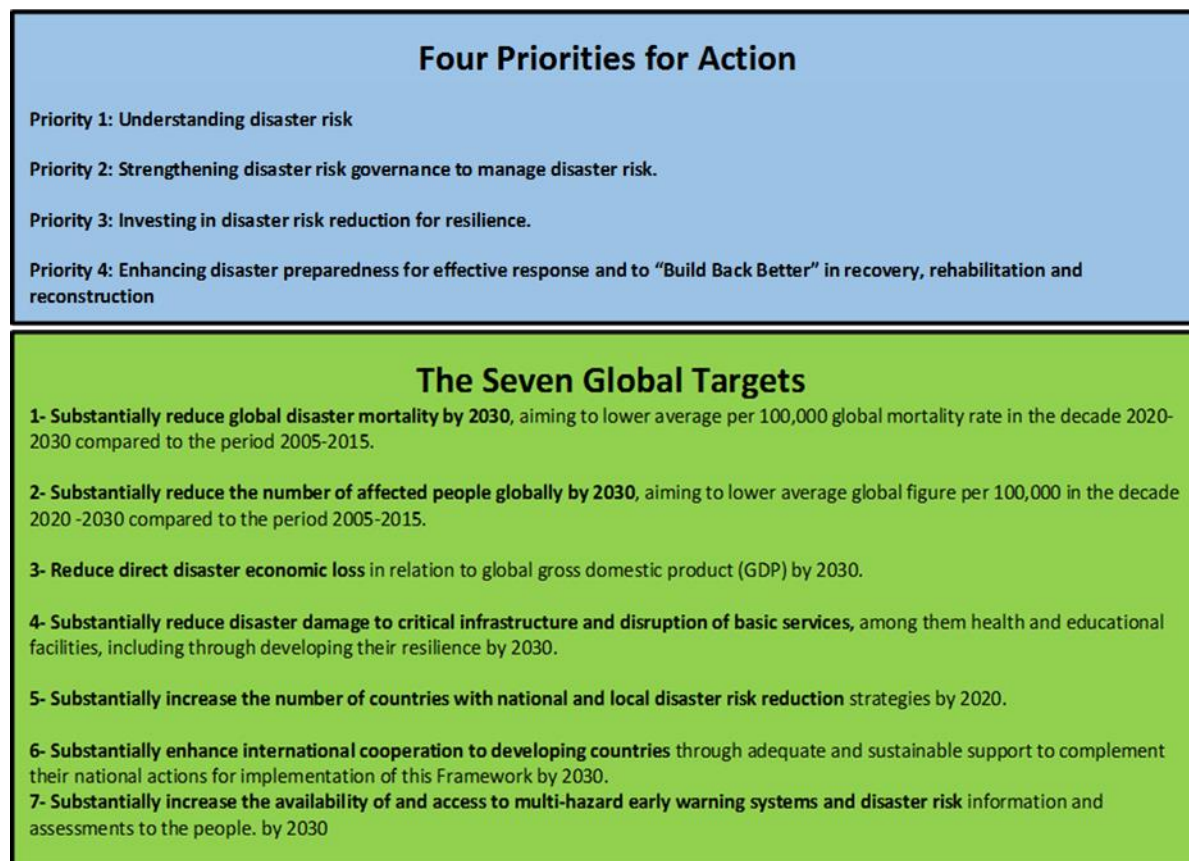 Four Priorities for Action
Priority 1: Understanding disaster risk
Priority 2: Strengthening disaster risk governance to manage disaster risk.
Priority 3: Investing in disaster risk reduction for resilience.
Priority 4: Enhancing disaster preparedness for effective response and to “Build Back Better” in recovery, rehabilitation and
reconstruction
The Seven Global Targets
1- Substantially reduce global disaster mortality by 2030, aiming to lower average per 100,000 global mortality rate in the decade 2020-
2030 compared to the period 2005-2015.
2- Substantially reduce the number of affected people globally by 2030, aiming to lower average global figure per 100,000 in the decade
2020 -2030 compared to the period 2005-2015.
3- Reduce direct disaster economic loss in relation to global gross domestic product (GDP) by 2030.
4- Substantially reduce disaster damage to critical infrastructure and disruption of basic services, among them health and educational
facilities, including through developing their resilience by 2030.
5- Substantially increase the number of countries with national and local disaster risk reduction strategies by 2020.
6- Substantially enhance international cooperation to developing countries through adequate and sustainable support to complement
their national actions for implementation of this Framework by 2030.
7- Substantially increase the availability of and access to multi-hazard early warning systems and disaster risk information and
assessments to the people. by 2030